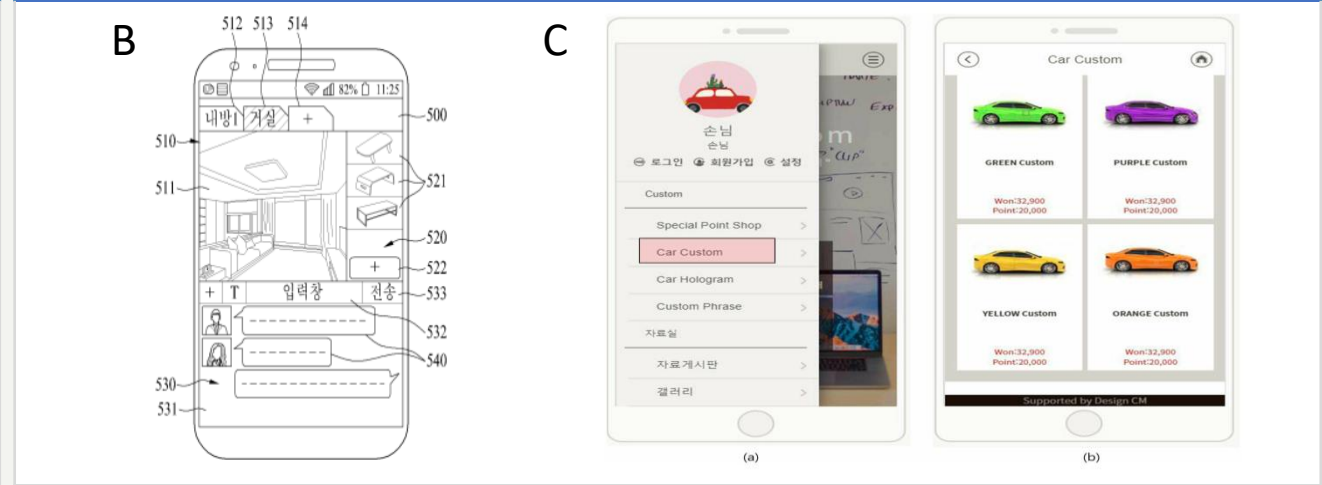 B
512 513 514
82% 11:25
내방1 거실 +
500
510
511
521
520
+
522
+ T 입력창 전송
533
532
540
530
531
C
손님
손님
로그인 회원가입 설정
Custom
Special Point Shop >
Car Custom >
Car Hologram >
Custom Phrase >
자료실
자료게시판 >
갤러리 >
EXP
m
"CLIP"
(a)
Car Custom
GREEN Custom
Won:32,900
Point:20,000
PURPLE Custom
Won:32,900
Point:20,000
YELLOW Custom
Won:32,900
Point:20,000
ORANGE Custom
Won:32,900
Point:20,000
Supported by Design CM
(b)